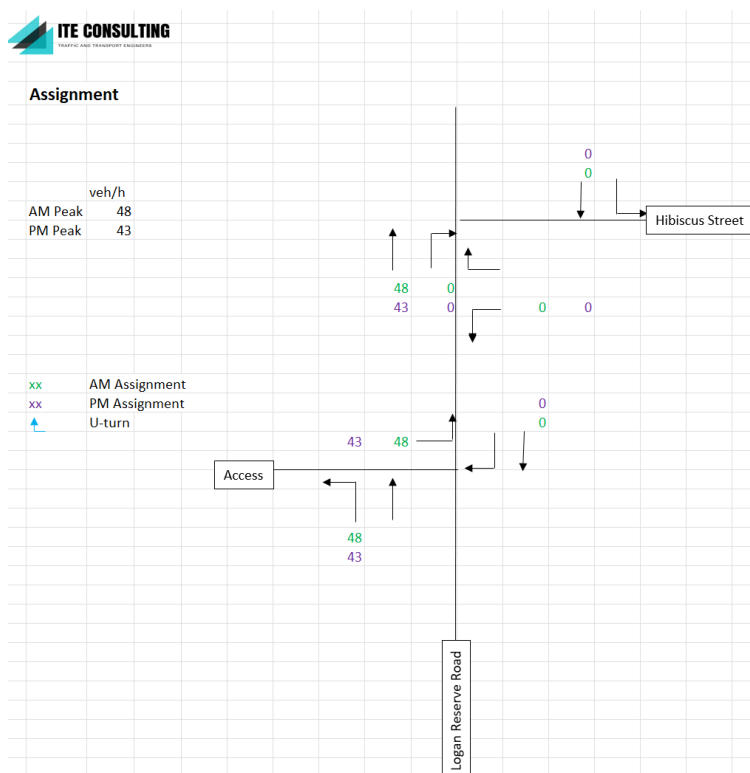 ITE CONSULTING
TRAFFIC AND TRANSPORT ENGINEERS
Assignment
0
0
veh/h
AM Peak 48
PM Peak 43
Hibiscus Street
48 0
43 0 0 0
xx AM Assignment
xx PM Assignment 0
U-turn 0
43 48
Access
48
43
Logan Reserve Road